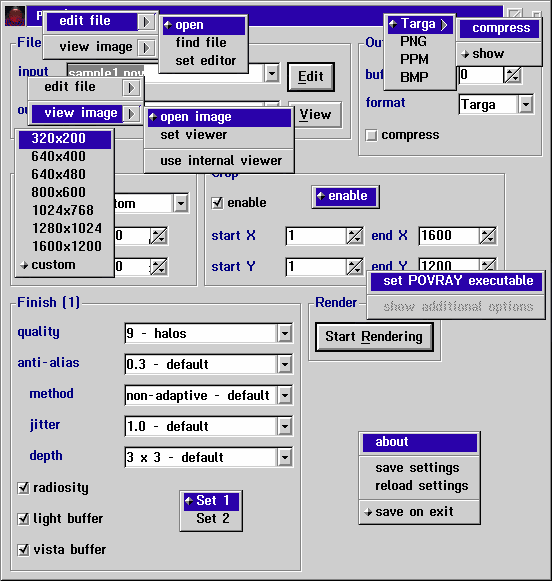 P
edit file
open
Targa
compress
File
view image
find file
PNG
Out
show
set editor
PPM
input
sample1.pov
Edit
BMP
buf
0
edit file
ou
view image
open image
View
format
Targa
set viewer
compress
320x200
use internal viewer
640x400
640x480
Crop
800x600
tom
enable
enable
1024x768
1280x1024
0
start X
1
end X
1600
1600x1200
custom
0
start Y
1
end Y
1200
set POVRAY executable
Finish (1)
Render
show additional options
quality
9 - halos
Start Rendering
anti-alias
0.3 - default
method
non-adaptive - default
jitter
1.0 - default
about
depth
3 x 3 - default
save settings
radiosity
reload settings
Set 1
light buffer
Set 2
save on exit
vista buffer